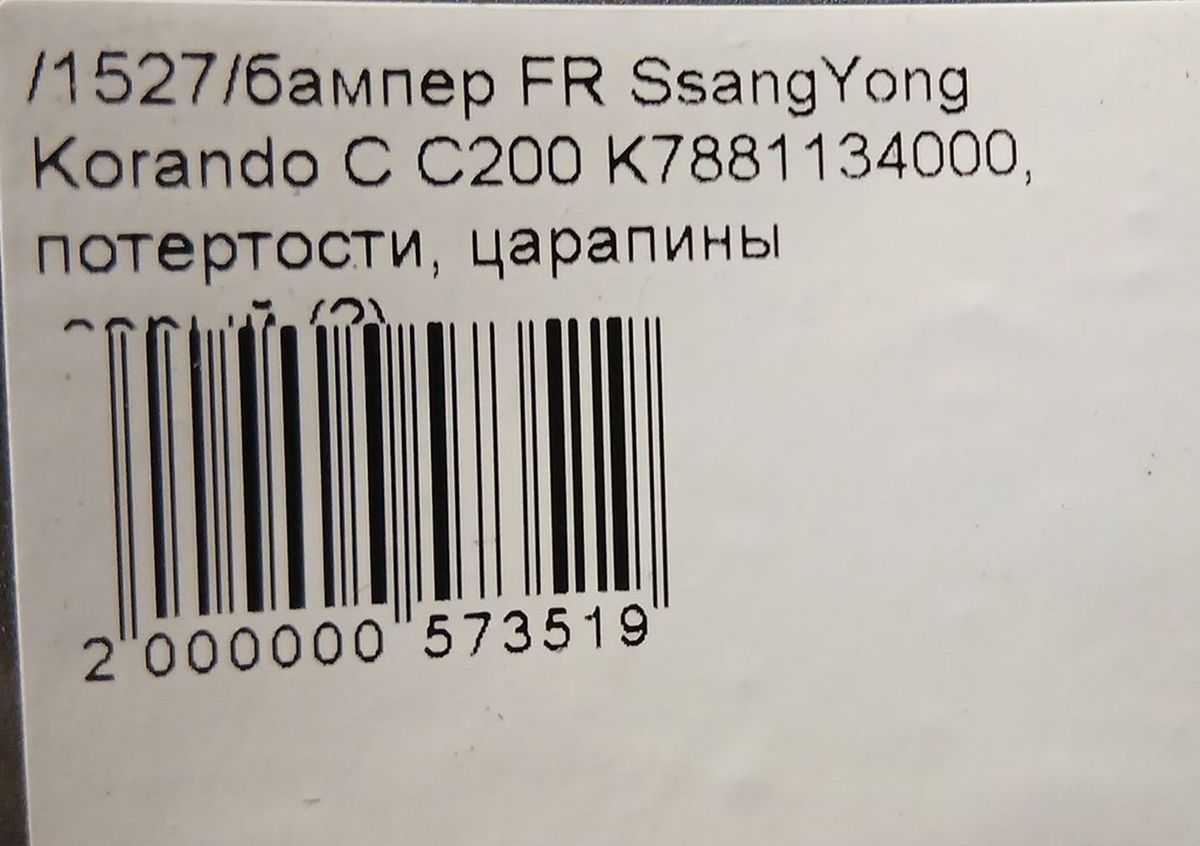 /1527/бампер FR SsangYong
Korando C C200 K7881134000,
потертости, царапины
2 000000 573519